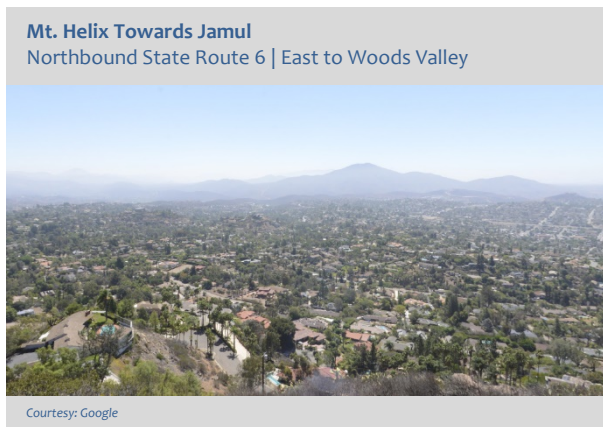 Mt. Helix Towards Jamul
Northbound State Route 6 | East to Woods Valley
Courtesy: Google